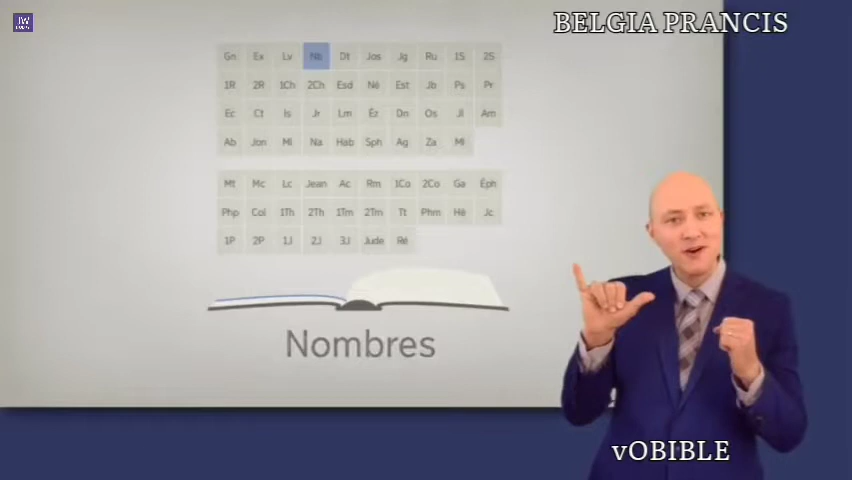 JW
BELGIA PRANCIS
Gn Ex Lv Nb Dt Jos Jg Ru 1S 2S
1R 2R 1Ch 2Ch Esd Né Est Jb Ps Pr
Ec Ct Is Jr Lm Éz Dn Os Jl Am
Ab Jon Mi Na Hab Sph Ag Za Ml
Mt Mc Lc Jean Ac Rm 1Co 2Co Ga Éph
Php Col 1Th 2Th 1Tm 2Tm Tt Phm Hé Jc
1P 2P 1J 2J 3J Jude Ré
Nombres
vOBIBLE